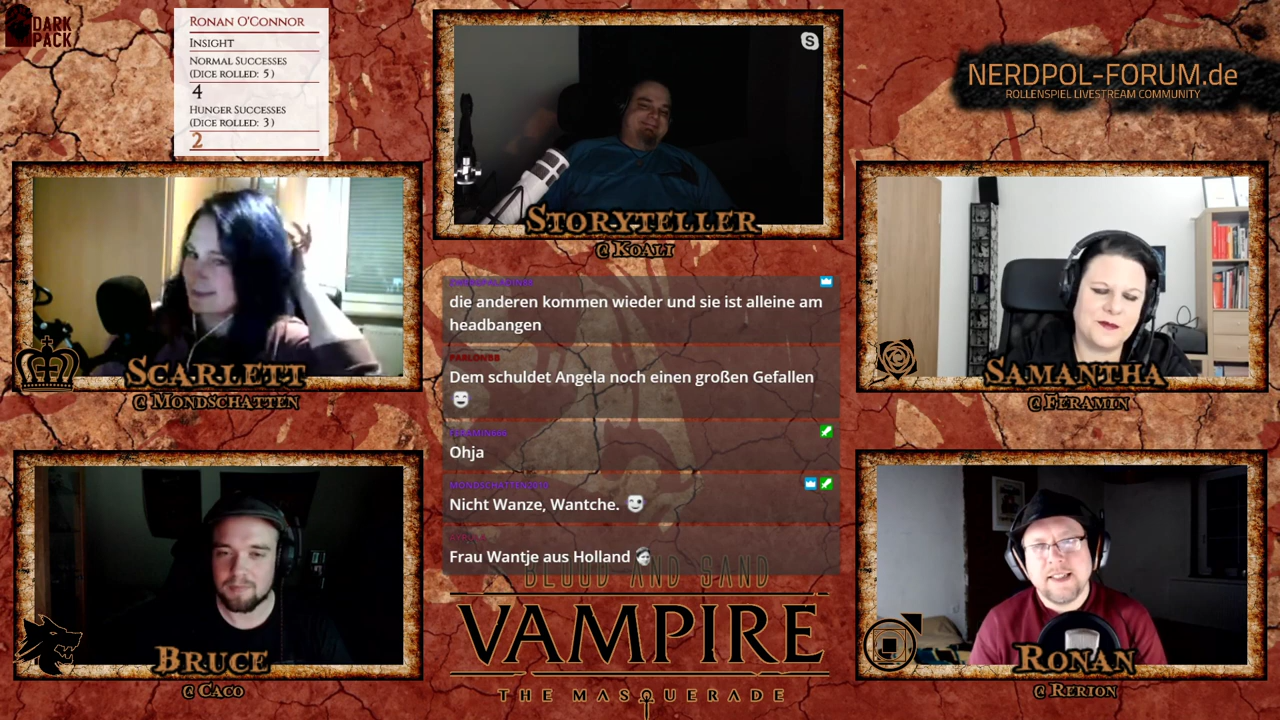 DARK
PACK
Ronan O'Connor
Insight
Normal Successes
(Dice rolled: 5)
4
Hunger Successes
(Dice rolled: 3)
2
NERDPOL-FORUM.de
ROLLENSPIEL LIVESTREAM COMMUNITY
Storyteller
@ KoAli
Scarlett
@ Mondschatten
Samantha
@ Feramin
die anderen kommen wieder und sie ist alleine am
headbangen
PARLONBB
Dem schuldet Angela noch einen großen Gefallen
Ohja
Nicht Wanze, Wantche.
Frau Wantje aus Holland
BLOOD AND SAND
VAMPIRE
THE MASQUERADE
Bruce
@ Caco
Ronan
@ Rerion